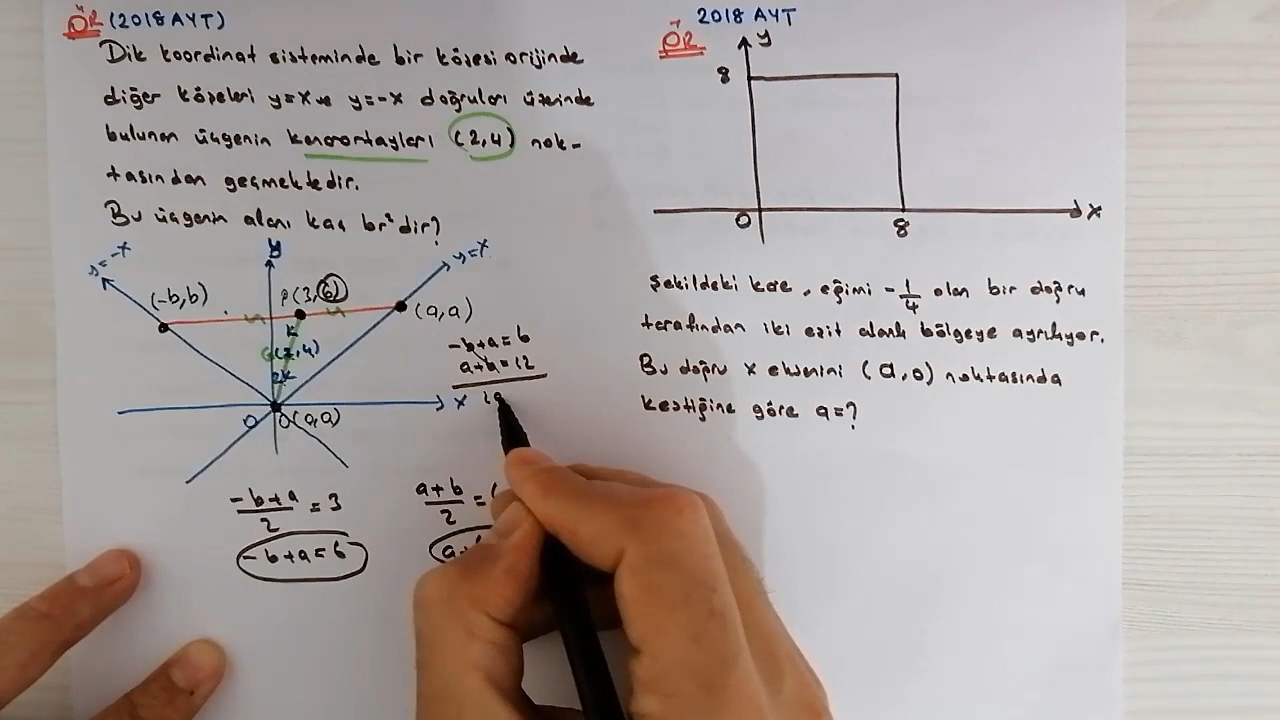 ÖR (2018 AYT)
Dik koordinat sisteminde bir köşesi orijinde
diğer köşeleri y=x ve y=-x doğruları üzerinde
bulunan üçgenin kenarortayları (2,4) nok-
tasından geçmektedir.
Bu üçgenin alanı kaç br² dir?
y=-x
y
y=x
(-b,b)
P(3,6)
(a,a)
k
G(2,4)
2k
x
O
-b+a=6
a+b=12
2a
-b+a/2 = 3
a+b/2 =
-b+a=6
2018 AYT
ÖR
y
8
O
8
x
Şekildeki kare, eğimi -1/4 olan bir doğru
tarafından iki eşit alanlı bölgeye ayrılıyor.
Bu doğru x eksenini (a,0) noktasında
kestiğine göre a=?